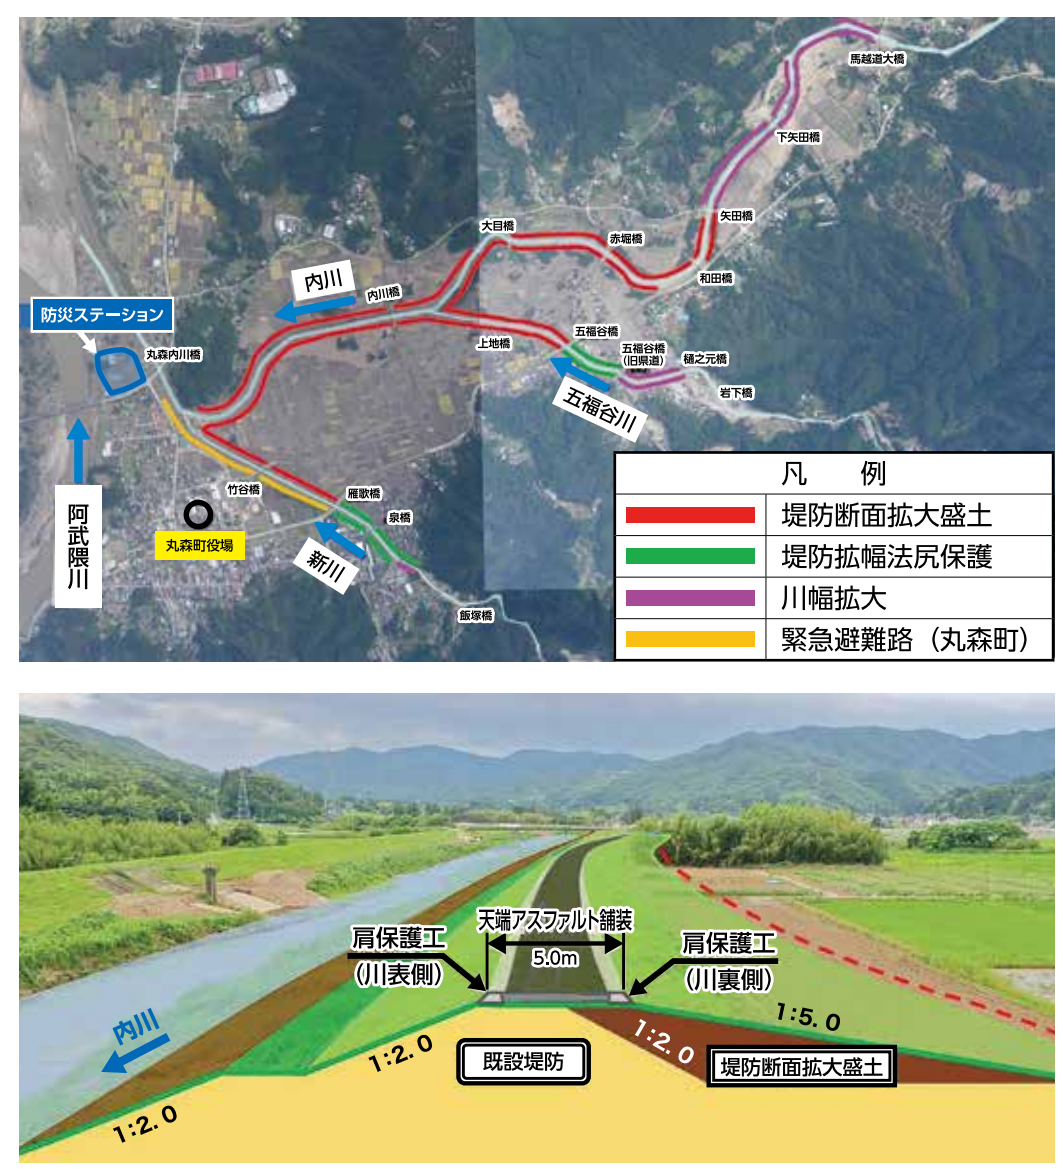 馬越道大橋
下矢田橋
矢田橋
大目橋
赤堀橋
和田橋
内川
内川橋
防災ステーション
丸森内川橋
上地橋
五福谷橋
五福谷橋
(旧県道)
樋之元橋
岩下橋
五福谷川
阿武隈川
竹谷橋
雁歌橋
泉橋
丸森町役場
新川
飯塚橋
凡 例
堤防断面拡大盛土
堤防拡幅法尻保護
川幅拡大
緊急避難路（丸森町）
天端アスファルト舗装
5.0m
肩保護工
(川表側)
肩保護工
(川裏側)
内川
1:2.0
1:2.0
既設堤防
1:2.0
1:5.0
堤防断面拡大盛土